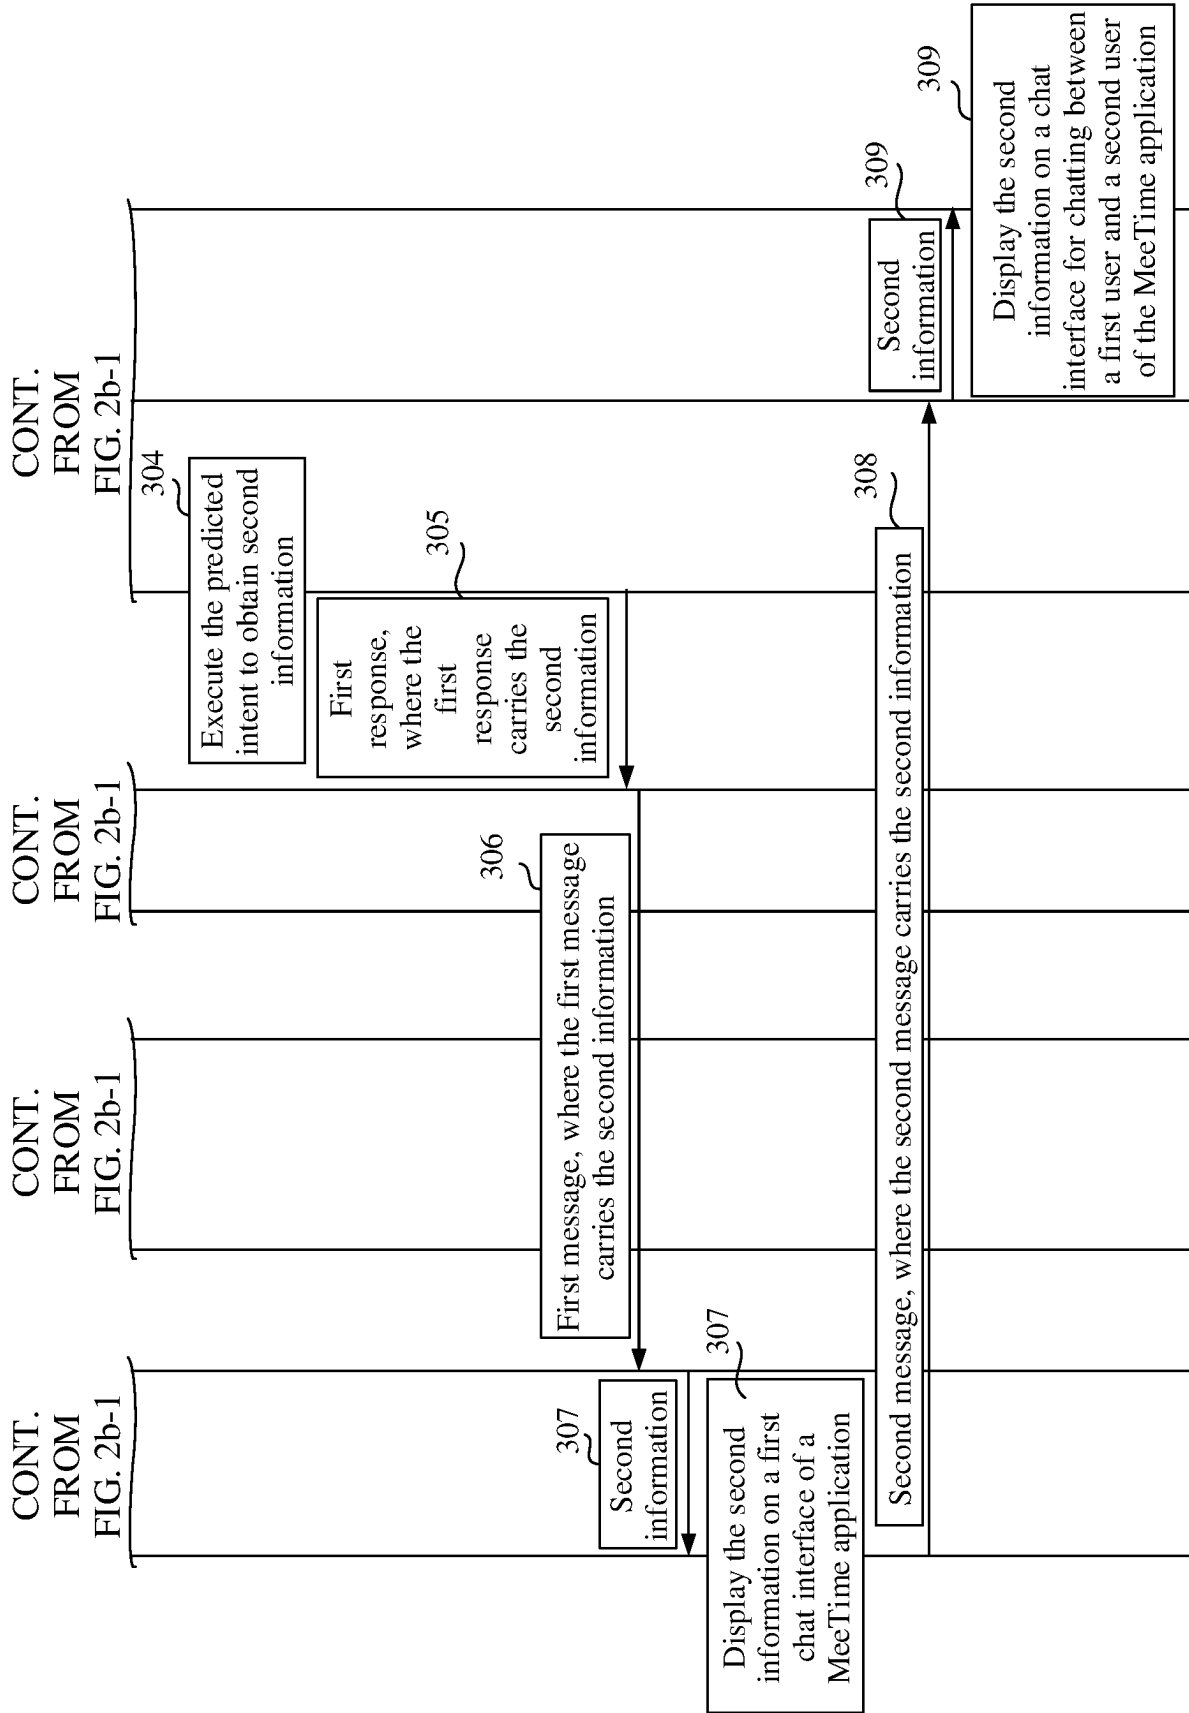 CONT.
FROM
FIG. 2b-1
CONT.
FROM
FIG. 2b-1
CONT.
FROM
FIG. 2b-1
CONT.
FROM
FIG. 2b-1
304
Execute the predicted
intent to obtain second
information
305
First
response,
where the
first
response
carries the
second
information
306
First message, where the first message
carries the second information
307
Second
information
307
Display the second
information on a first
chat interface of a
MeeTime application
308
Second message, where the second message carries the second information
309
Second
information
309
Display the second
information on a chat
interface for chatting between
a first user and a second user
of the MeeTime application